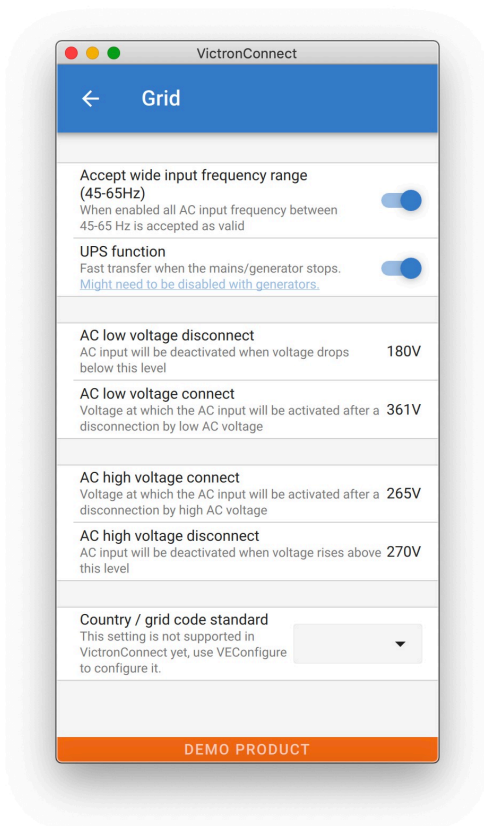 VictronConnect
Grid
Accept wide input frequency range
(45-65Hz)
When enabled all AC input frequency between
45-65 Hz is accepted as valid
UPS function
Fast transfer when the mains/generator stops.
Might need to be disabled with generators.
AC low voltage disconnect
AC input will be deactivated when voltage drops
below this level
180V
AC low voltage connect
Voltage at which the AC input will be activated after a
disconnection by low AC voltage
361V
AC high voltage connect
Voltage at which the AC input will be activated after a
disconnection by high AC voltage
265V
AC high voltage disconnect
AC input will be deactivated when voltage rises above
this level
270V
Country / grid code standard
This setting is not supported in
VictronConnect yet, use VEConfigure
to configure it.
DEMO PRODUCT